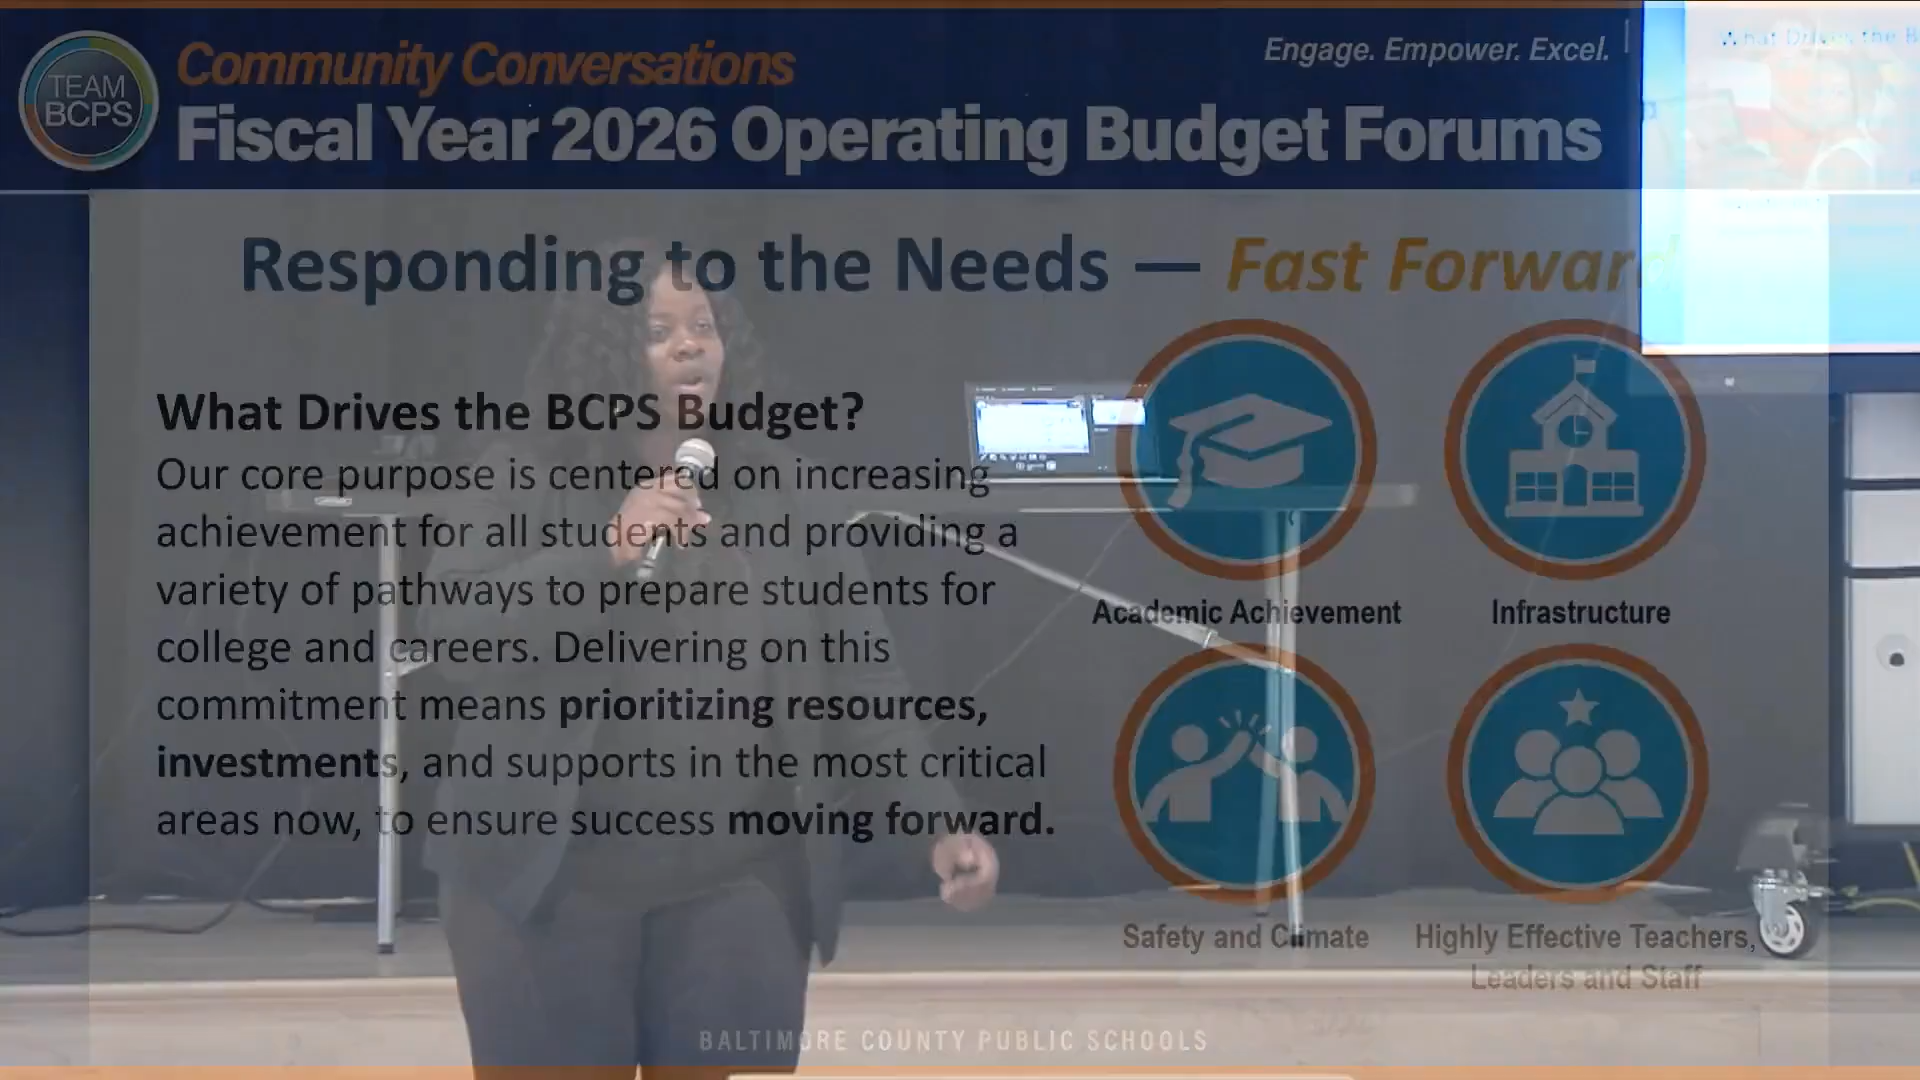 TEAM
BCPS
Community Conversations
Fiscal Year 2026 Operating Budget Forums
Engage. Empower. Excel.
What Drives the B
Responding to the Needs — Fast Forward
What Drives the BCPS Budget?
Our core purpose is centered on increasing
achievement for all students and providing a
variety of pathways to prepare students for
college and careers. Delivering on this
commitment means prioritizing resources,
investments, and supports in the most critical
areas now, to ensure success moving forward.
Academic Achievement
Infrastructure
Safety and Climate
Highly Effective Teachers,
Leaders and Staff
BALTIMORE COUNTY PUBLIC SCHOOLS